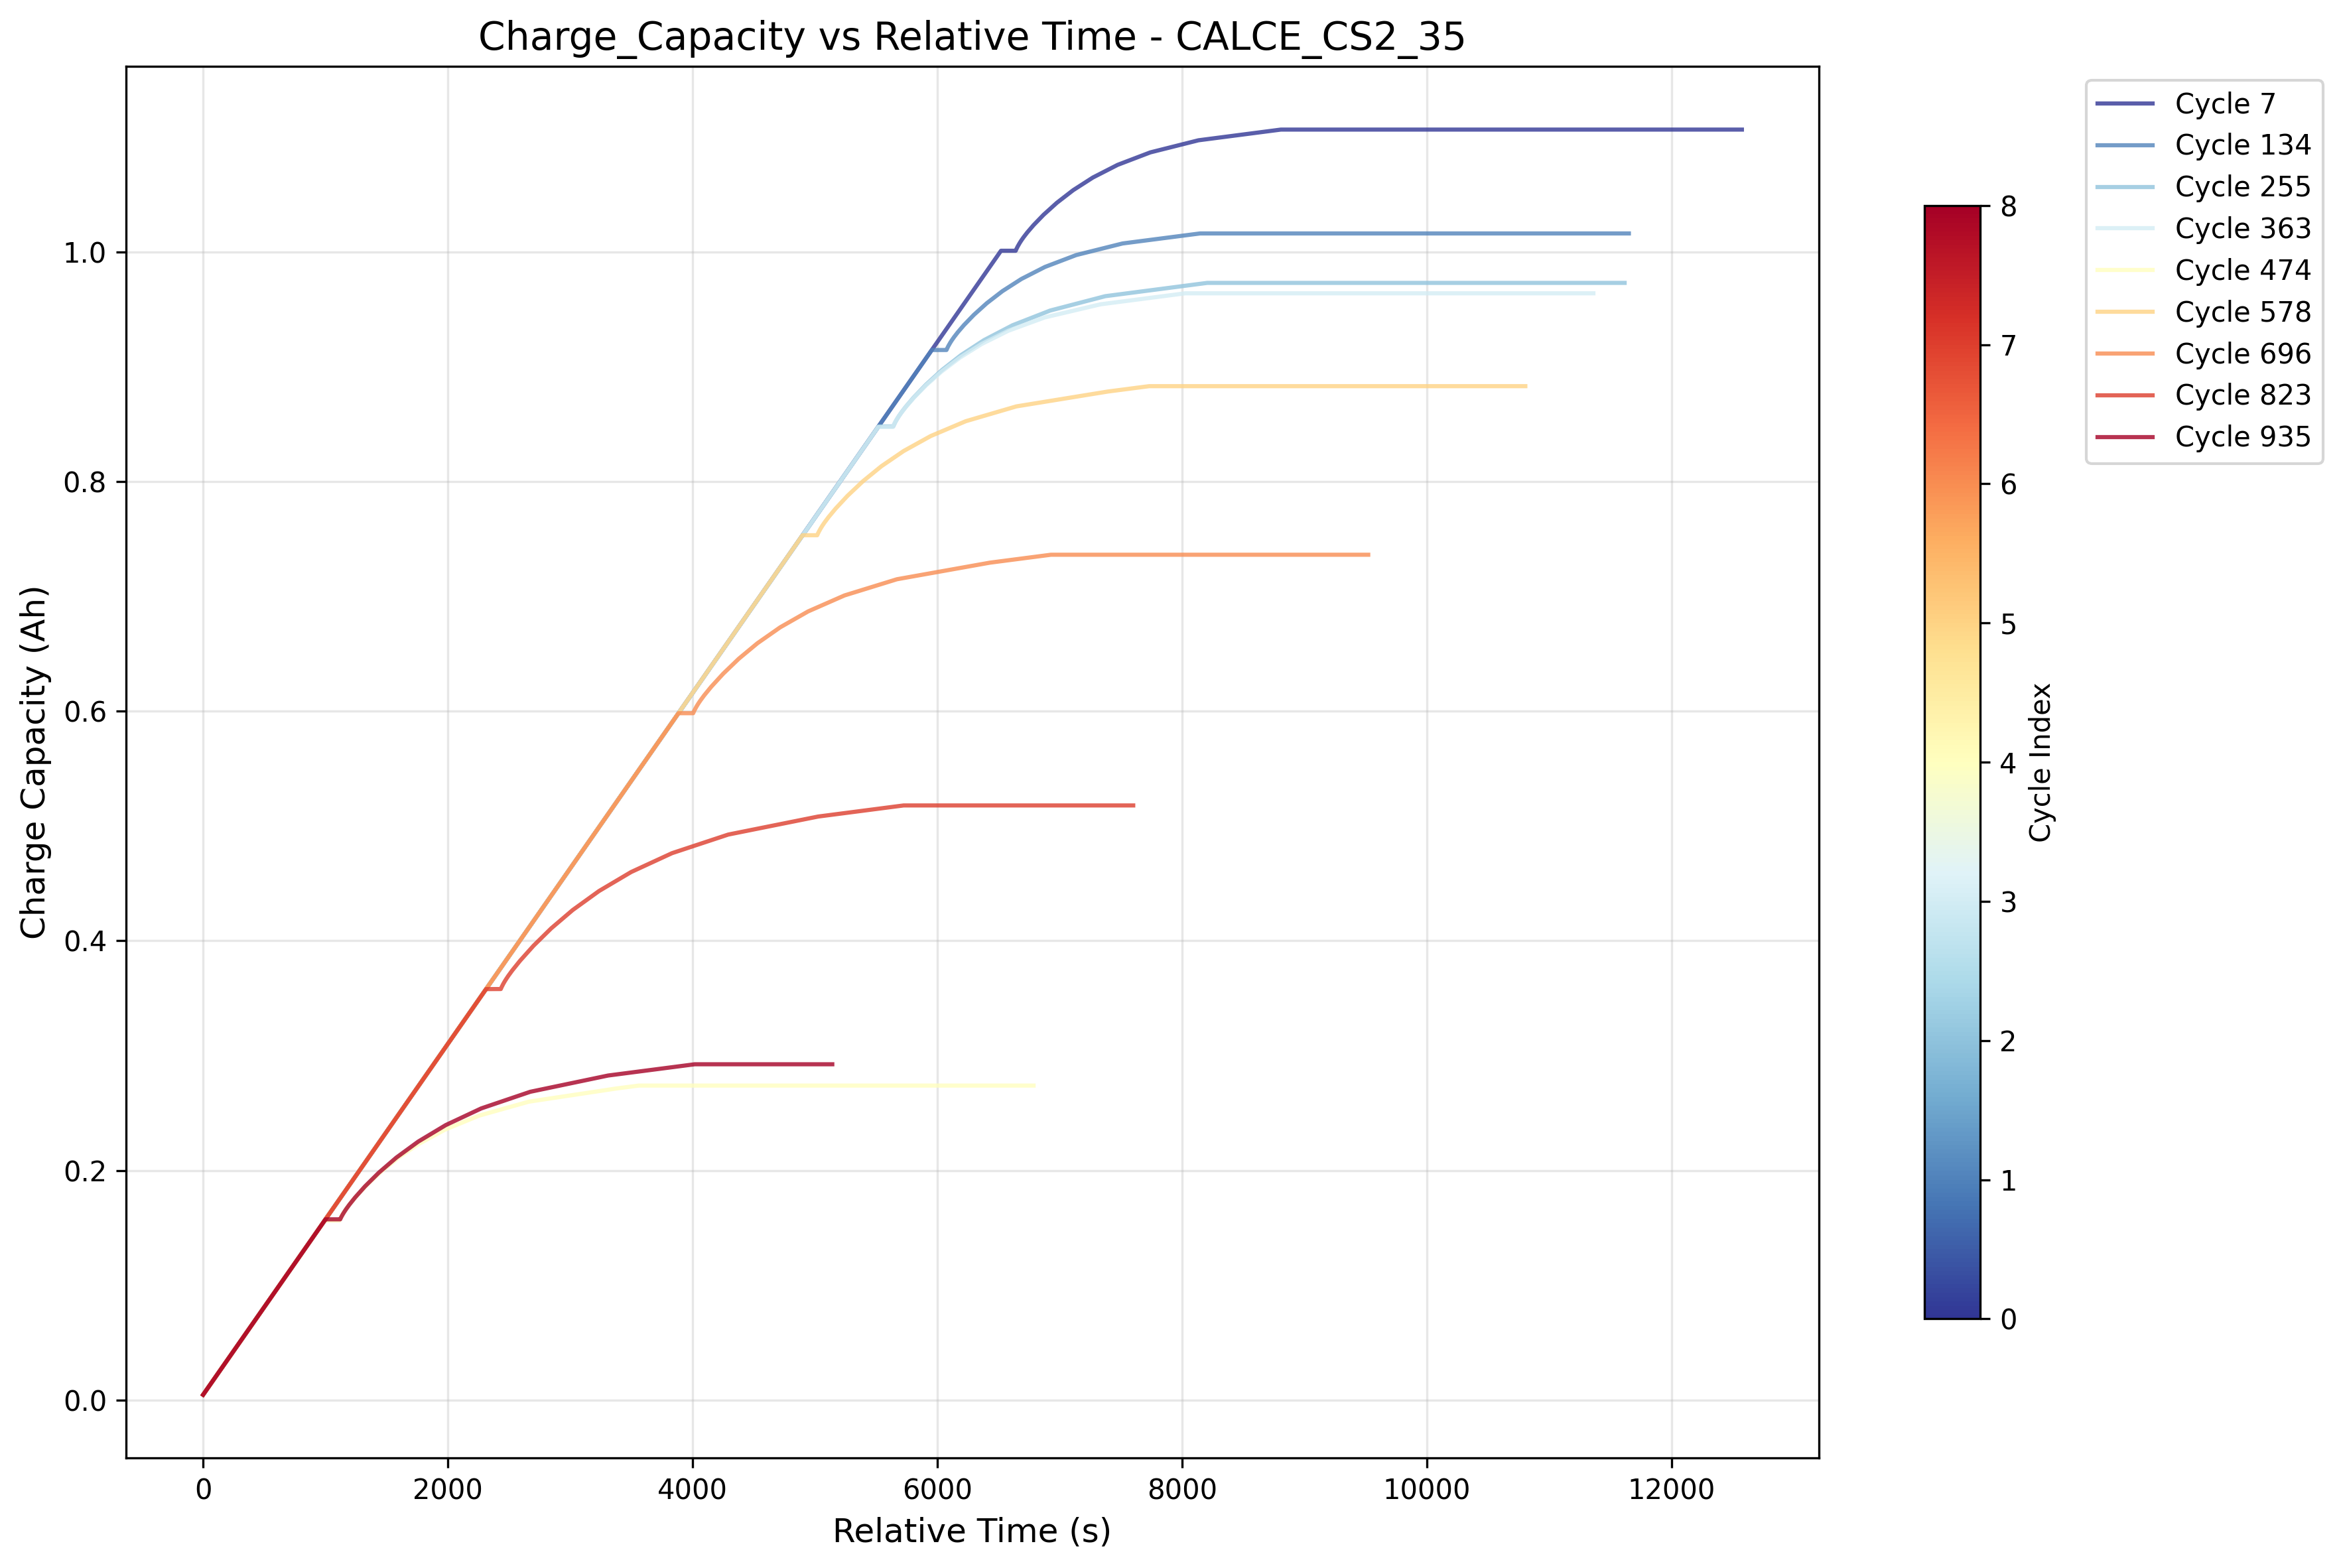 Charge_Capacity vs Relative Time - CALCE_CS2_35
Charge Capacity (Ah)
1.0
0.8
0.6
0.4
0.2
0.0
0
2000
4000
6000
8000
10000
12000
Relative Time (s)
8
7
6
5
4
3
2
1
0
Cycle Index
Cycle 7
Cycle 134
Cycle 255
Cycle 363
Cycle 474
Cycle 578
Cycle 696
Cycle 823
Cycle 935